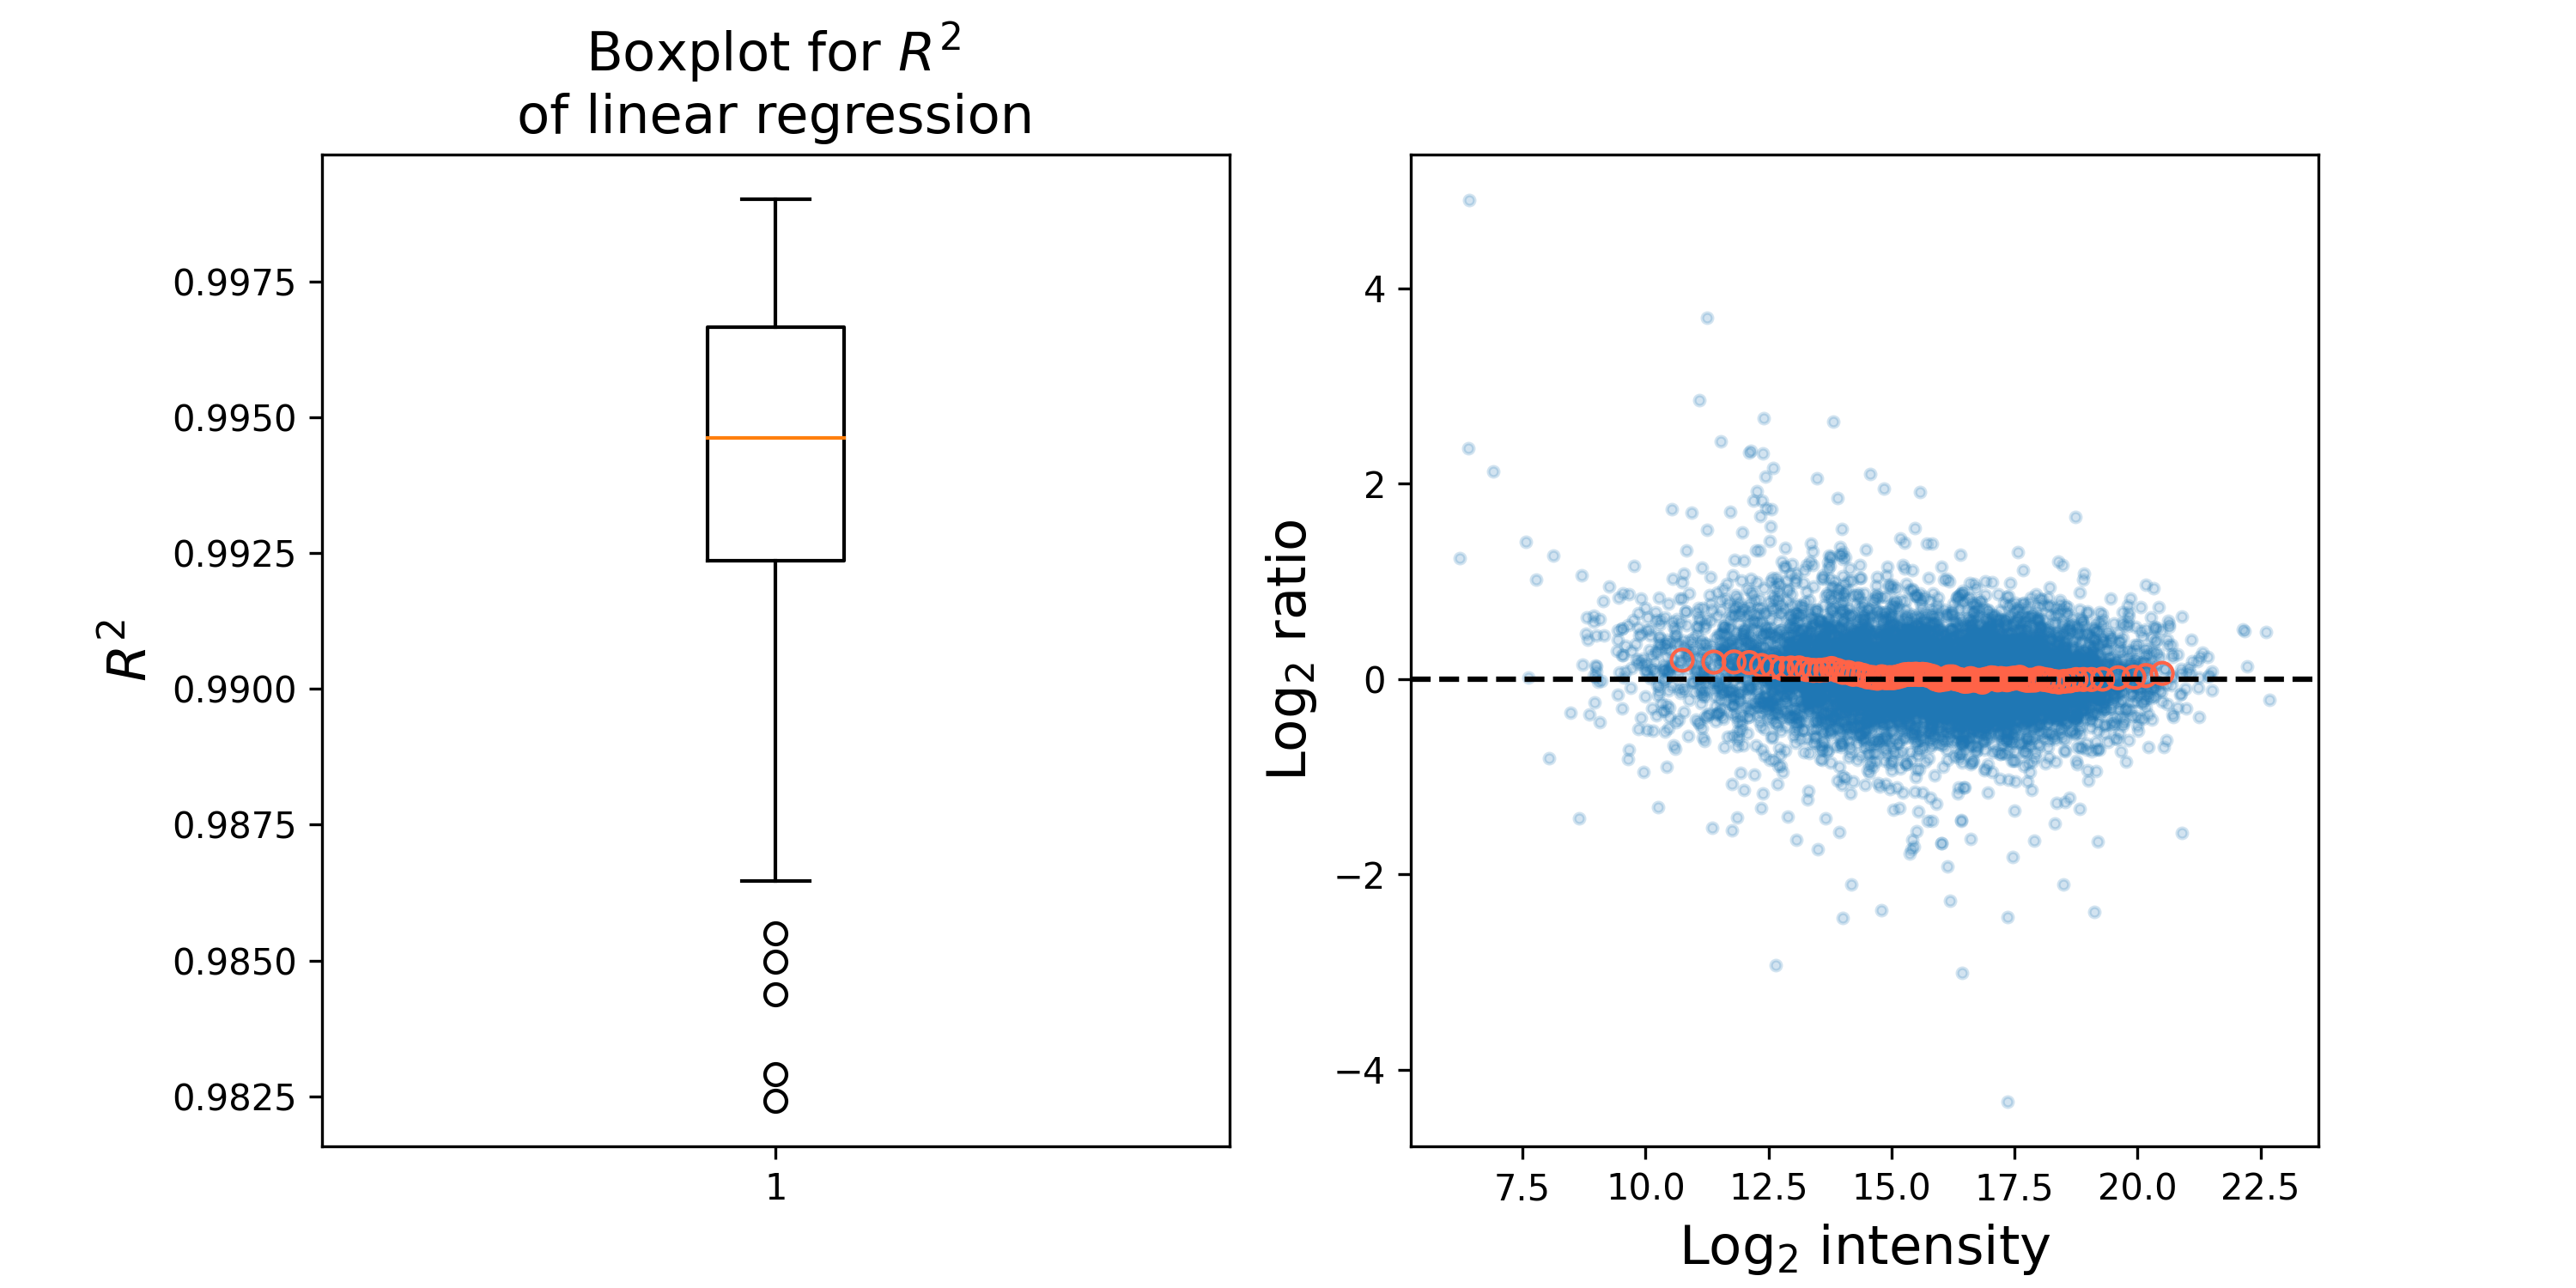 Boxplot for R²
of linear regression
R²
0.9975
0.9950
0.9925
0.9900
0.9875
0.9850
0.9825
1
Log₂ ratio
4
2
0
−2
−4
7.5 10.0 12.5 15.0 17.5 20.0 22.5
Log₂ intensity